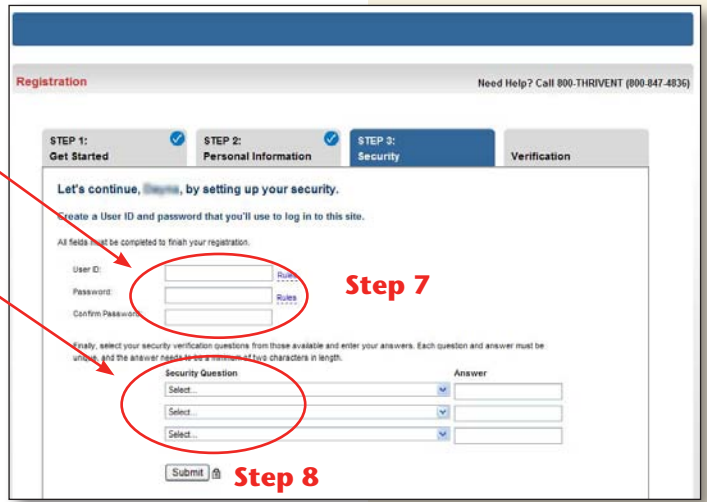 Registration
Need Help? Call 800-THRIVENT (800-847-4836)
STEP 1:
Get Started
STEP 2:
Personal Information
STEP 3:
Security
Verification
Let's continue, , by setting up your security.
Create a User ID and password that you'll use to log in to this site.
All fields must be completed to finish your registration.
User ID:
Rules
Password:
Rules
Confirm Password:
Step 7
Finally, select your security verification questions from those available and enter your answers. Each question and answer must be
unique, and the answer needs to be a minimum of two characters in length.
Security Question Answer
Select...
Select...
Select...
Submit
Step 8